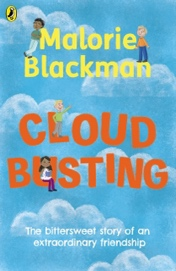 Malorie
Blackman
CLOUD
BUSTING
The bittersweet story of an
extraordinary friendship